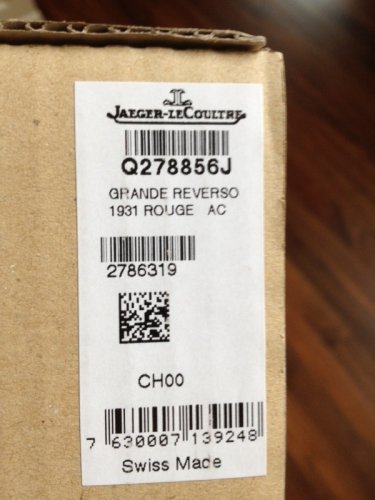 JAEGER-LECOULTRE
Q278856J
GRANDE REVERSO
1931 ROUGE AC
2786319
CH00
7 630007 139248
Swiss Made